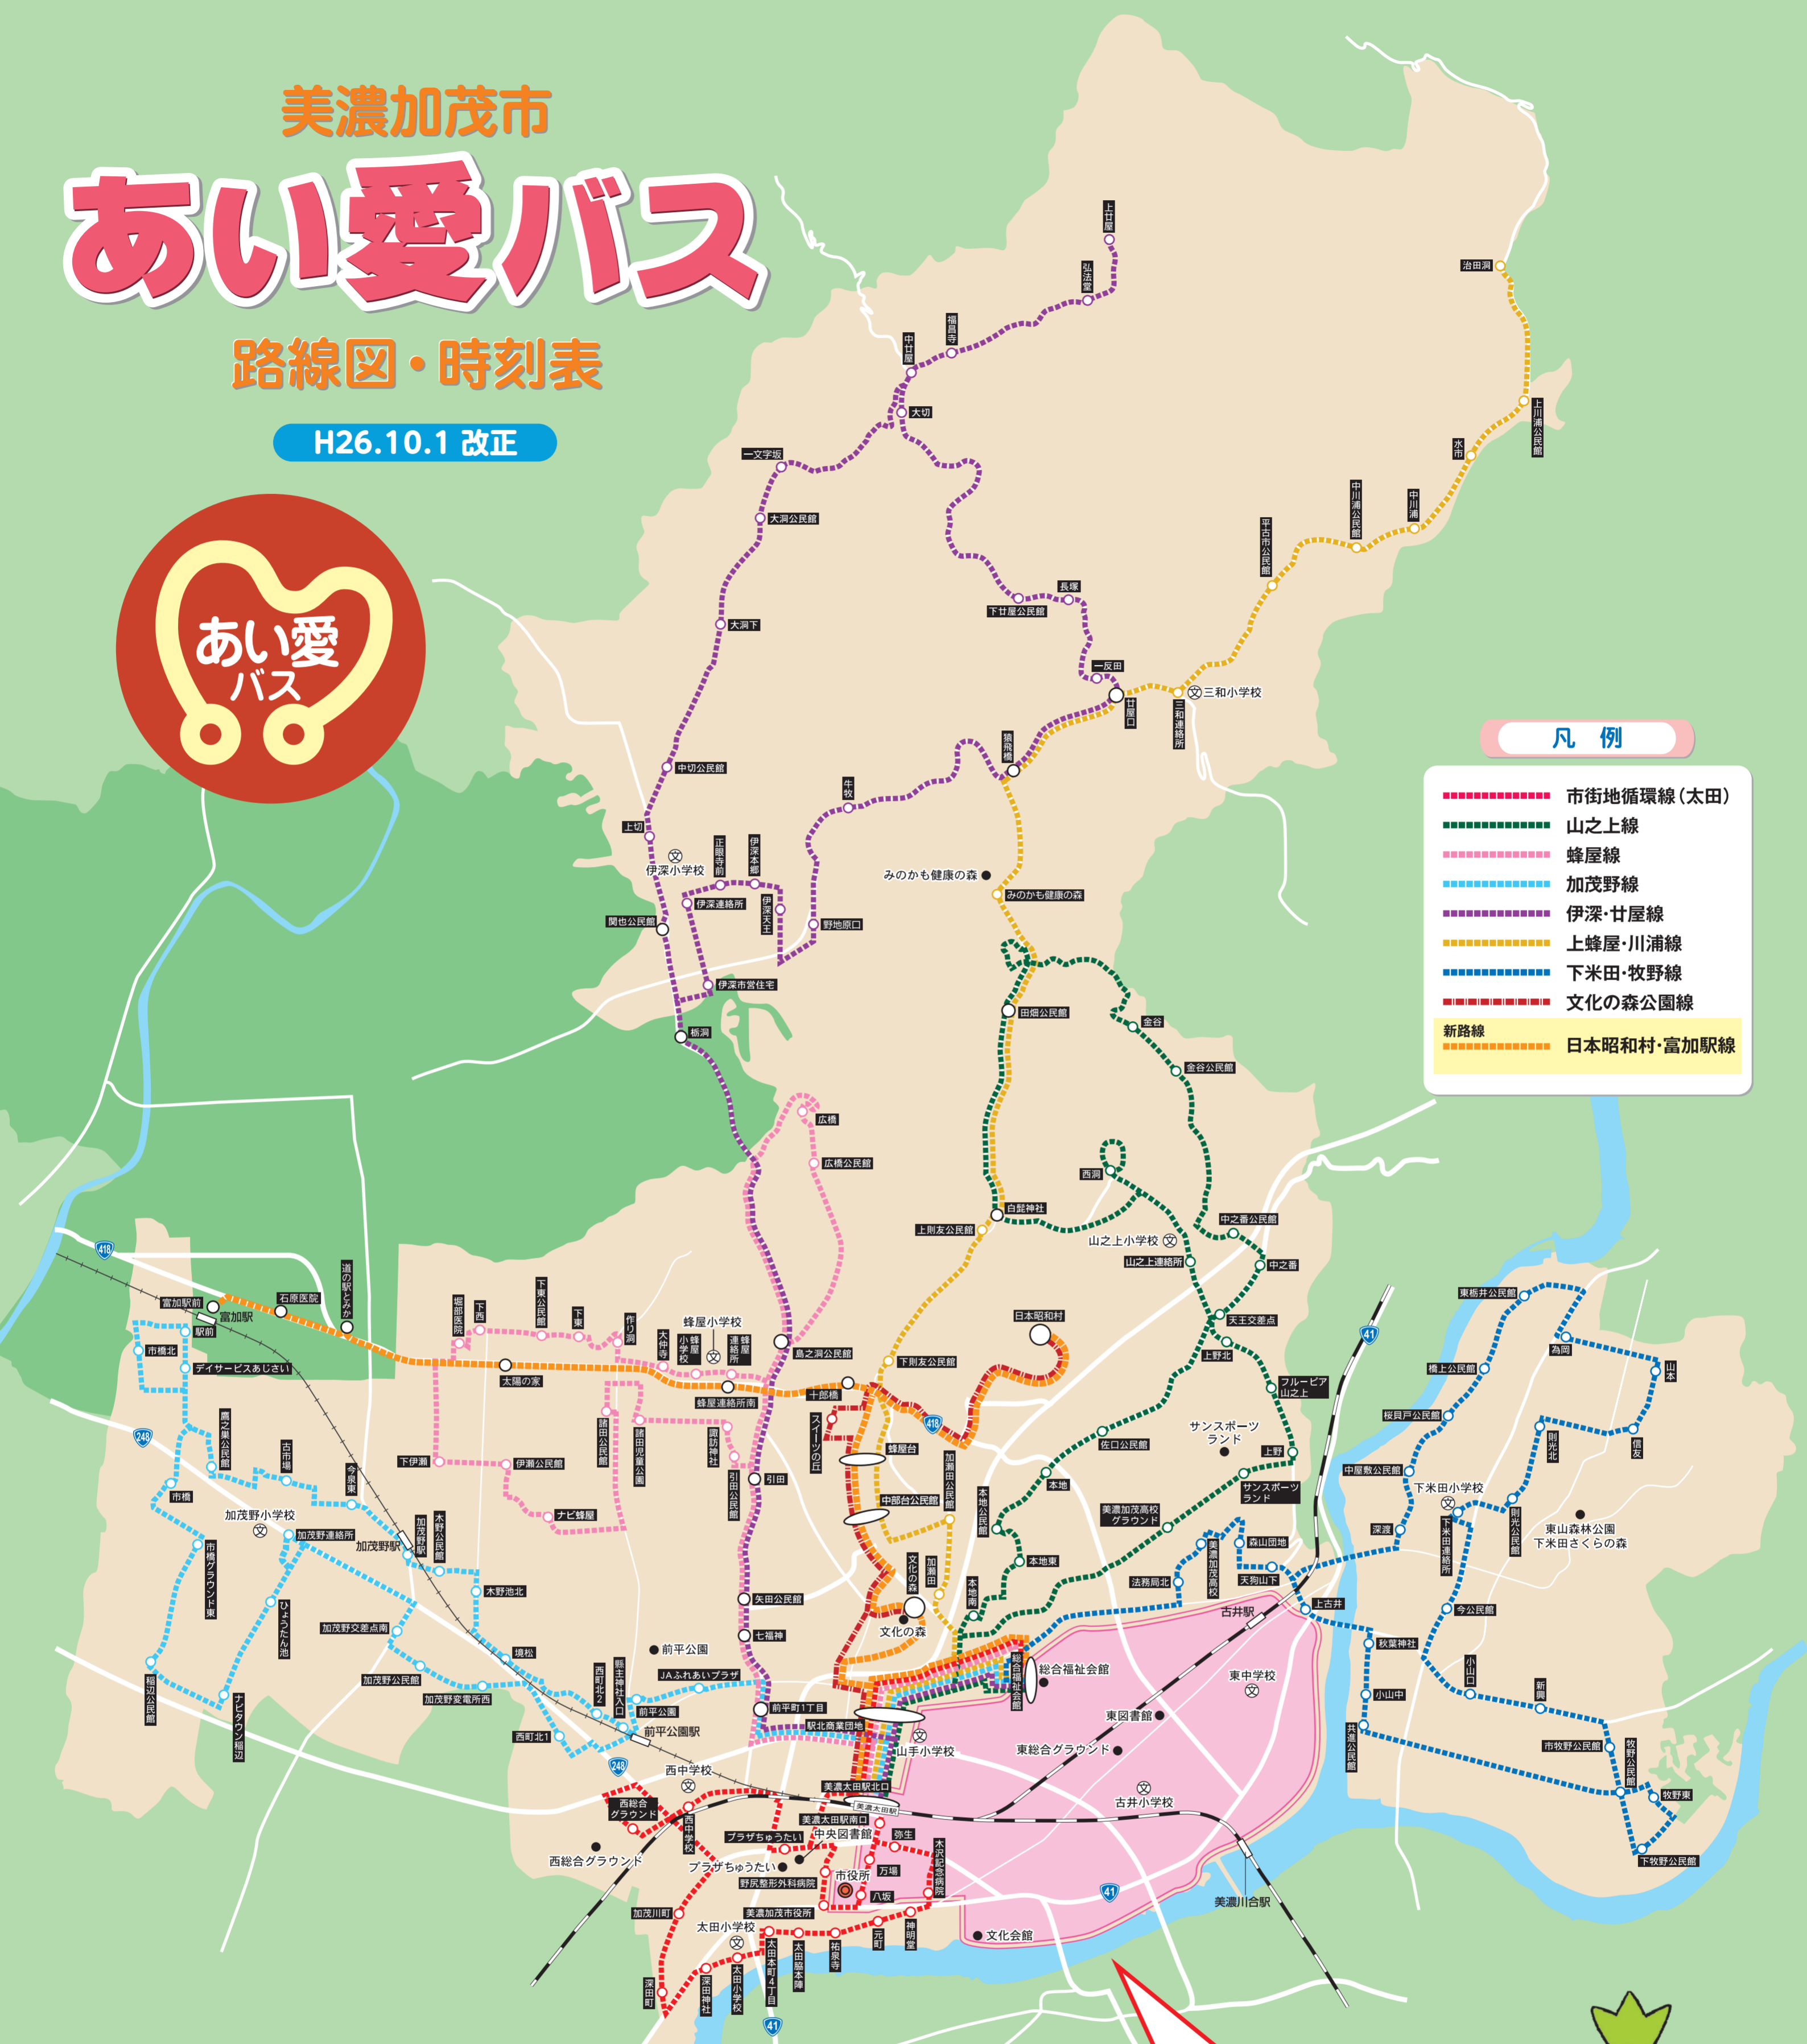 美濃加茂市
あい愛バス
路線図・時刻表
H26.10.1 改正
あい愛
バス
凡　例
市街地循環線（太田）
山之上線
蜂屋線
加茂野線
伊深・廿屋線
上蜂屋・川浦線
下米田・牧野線
文化の森公園線
新路線
日本昭和村・富加駅線
上廿屋
弘法堂
福昌寺
中廿屋
大切
一文字坂
大洞公民館
大洞下
中切公民館
上切
伊深小学校
正眼寺前
伊深本郷
伊深連絡所
伊深天王
関也公民館
野地原口
伊深市営住宅
栃洞
牛牧
猿飛橋
下廿屋公民館
長塚
一反田
廿屋口
三和連絡所
三和小学校
治田洞
上川浦公民館
水市
中川浦
中川浦公民館
平古市公民館
みのかも健康の森
みのかも健康の森
田畑公民館
金谷
金谷公民館
西洞
白髭神社
上則友公民館
山之上小学校
山之上連絡所
中之番公民館
中之番
天王交差点
上野北
フルーピア
山之上
サンスポーツ
ランド
上野
サンスポーツ
ランド
佐口公民館
本地
美濃加茂高校
グラウンド
本地公民館
本地東
本地南
広橋
広橋公民館
島之洞公民館
日本昭和村
下則友公民館
418
富加駅前
富加駅
石原医院
道の駅とみか
駅前
市橋北
デイサービスあじさい
太陽の家
堀部医院
下西
下東公民館
下東
作り洞
大仲寺
蜂屋小学校
蜂屋小学校
蜂屋連絡所
蜂屋連絡所南
十郎橋
418
スイーツの丘
蜂屋台
中部台公民館
加瀬田公民館
加瀬田
文化の森
文化の森
248
鷹之巣公民館
古市場
今泉東
市橋
加茂野小学校
加茂野連絡所
加茂野駅
加茂野駅
木野公民館
木野池北
市橋グラウンド東
ひょうたん池
稲辺公民館
ナビタウン稲辺
加茂野交差点南
加茂野公民館
加茂野変電所西
境松
西町北1
西町北2
縣主神社入口
前平公園
前平公園
前平公園駅
JAふれあいプラザ
下伊瀬
伊瀬公民館
ナビ蜂屋
諸田公民館
諸田児童公園
諏訪神社
引田公民館
引田
矢田公民館
七福神
前平町1丁目
駅北商業団地
総合福祉会館
総合福祉会館
山手小学校
美濃太田駅北口
美濃太田駅
美濃太田駅南口
248
西中学校
西総合
グラウンド
西中学校
西総合グラウンド
プラザちゅうたい
プラザちゅうたい
中央図書館
弥生
万場
市役所
八坂
木沢記念病院
野尻整形外科病院
美濃加茂市役所
加茂川町
太田小学校
深田町
深田神社
太田小学校
太田本町4丁目
太田脇本陣
祐泉寺
元町
神明堂
41
文化会館
東図書館
東総合グラウンド
古井小学校
東中学校
古井駅
41
美濃川合駅
41
法務局北
美濃加茂高校
森山団地
天狗山下
上古井
秋葉神社
小山中
共進公民館
小山口
新興
市牧野公民館
牧野公民館
牧野東
下牧野公民館
今公民館
深渡
中屋敷公民館
下米田小学校
下米田連絡所
則光公民館
則光北
信友
山本
為岡
東栃井公民館
橋上公民館
桜貝戸公民館
東山森林公園
下米田さくらの森